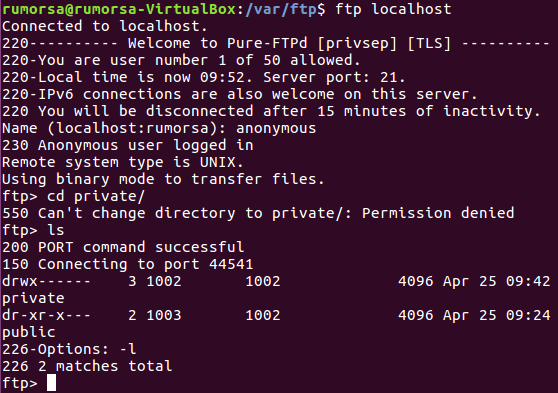 rumorsa@rumorsa-VirtualBox:/var/ftp$ ftp localhost
Connected to localhost.
220---------- Welcome to Pure-FTPd [privsep] [TLS] ----------
220-You are user number 1 of 50 allowed.
220-Local time is now 09:52. Server port: 21.
220-IPv6 connections are also welcome on this server.
220 You will be disconnected after 15 minutes of inactivity.
Name (localhost:rumorsa): anonymous
230 Anonymous user logged in
Remote system type is UNIX.
Using binary mode to transfer files.
ftp> cd private/
550 Can't change directory to private/: Permission denied
ftp> ls
200 PORT command successful
150 Connecting to port 44541
drwx------    3 1002       1002             4096 Apr 25 09:42
private
dr-xr-x---    2 1003       1002             4096 Apr 25 09:24
public
226-Options: -l
226 2 matches total
ftp>